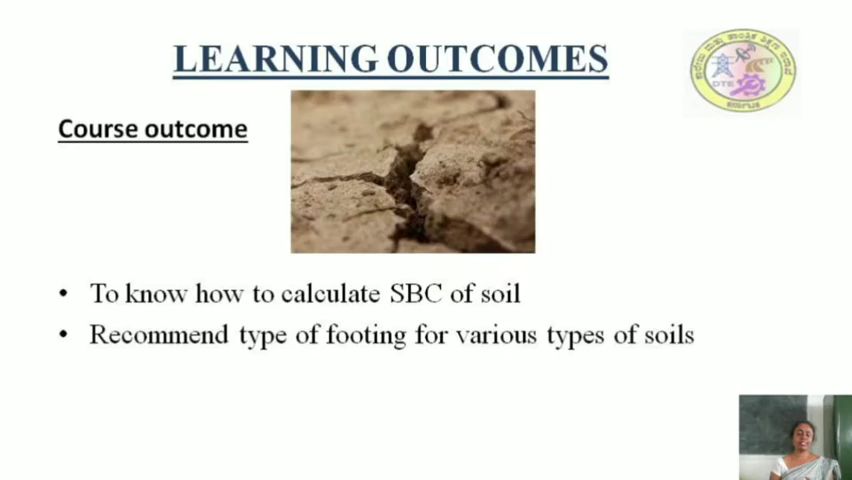 LEARNING OUTCOMES
Course outcome
DTE
• To know how to calculate SBC of soil
• Recommend type of footing for various types of soils